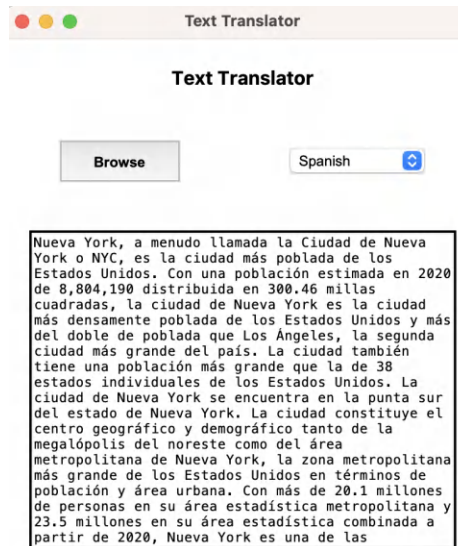 Text Translator
Text Translator
Browse
Spanish
Nueva York, a menudo llamada la Ciudad de Nueva
York o NYC, es la ciudad más poblada de los
Estados Unidos. Con una población estimada en 2020
de 8,804,190 distribuida en 300.46 millas
cuadradas, la ciudad de Nueva York es la ciudad
más densamente poblada de los Estados Unidos y más
del doble de poblada que Los Ángeles, la segunda
ciudad más grande del país. La ciudad también
tiene una población más grande que la de 38
estados individuales de los Estados Unidos. La
ciudad de Nueva York se encuentra en la punta sur
del estado de Nueva York. La ciudad constituye el
centro geográfico y demográfico tanto de la
megalópolis del noreste como del área
metropolitana de Nueva York, la zona metropolitana
más grande de los Estados Unidos en términos de
población y área urbana. Con más de 20.1 millones
de personas en su área estadística metropolitana y
23.5 millones en su área estadística combinada a
partir de 2020, Nueva York es una de las